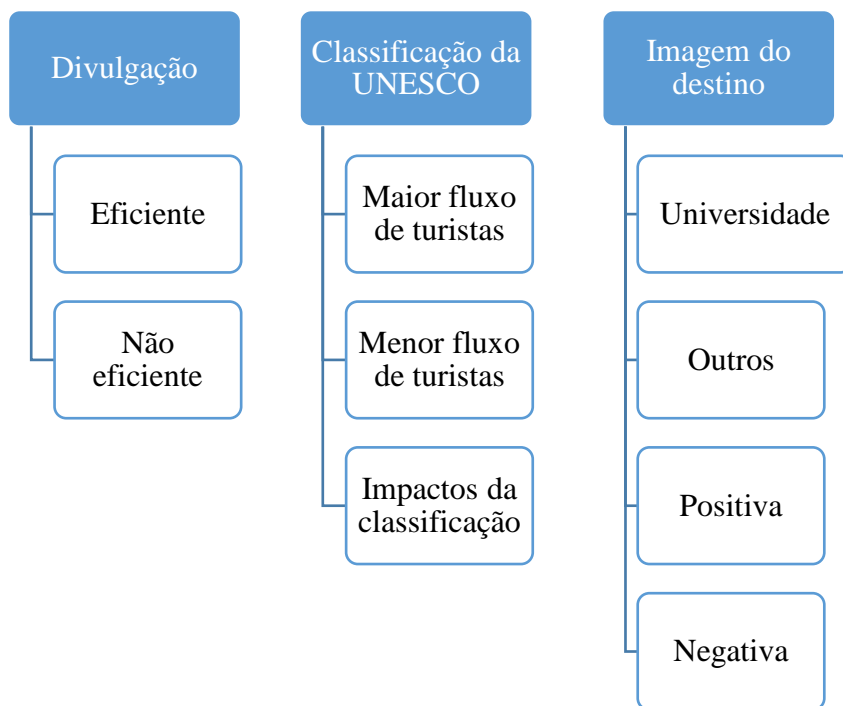 Divulgação
Eficiente
Não
eficiente
Classificação da
UNESCO
Maior fluxo
de turistas
Menor fluxo
de turistas
Impactos da
classificação
Imagem do
destino
Universidade
Outros
Positiva
Negativa